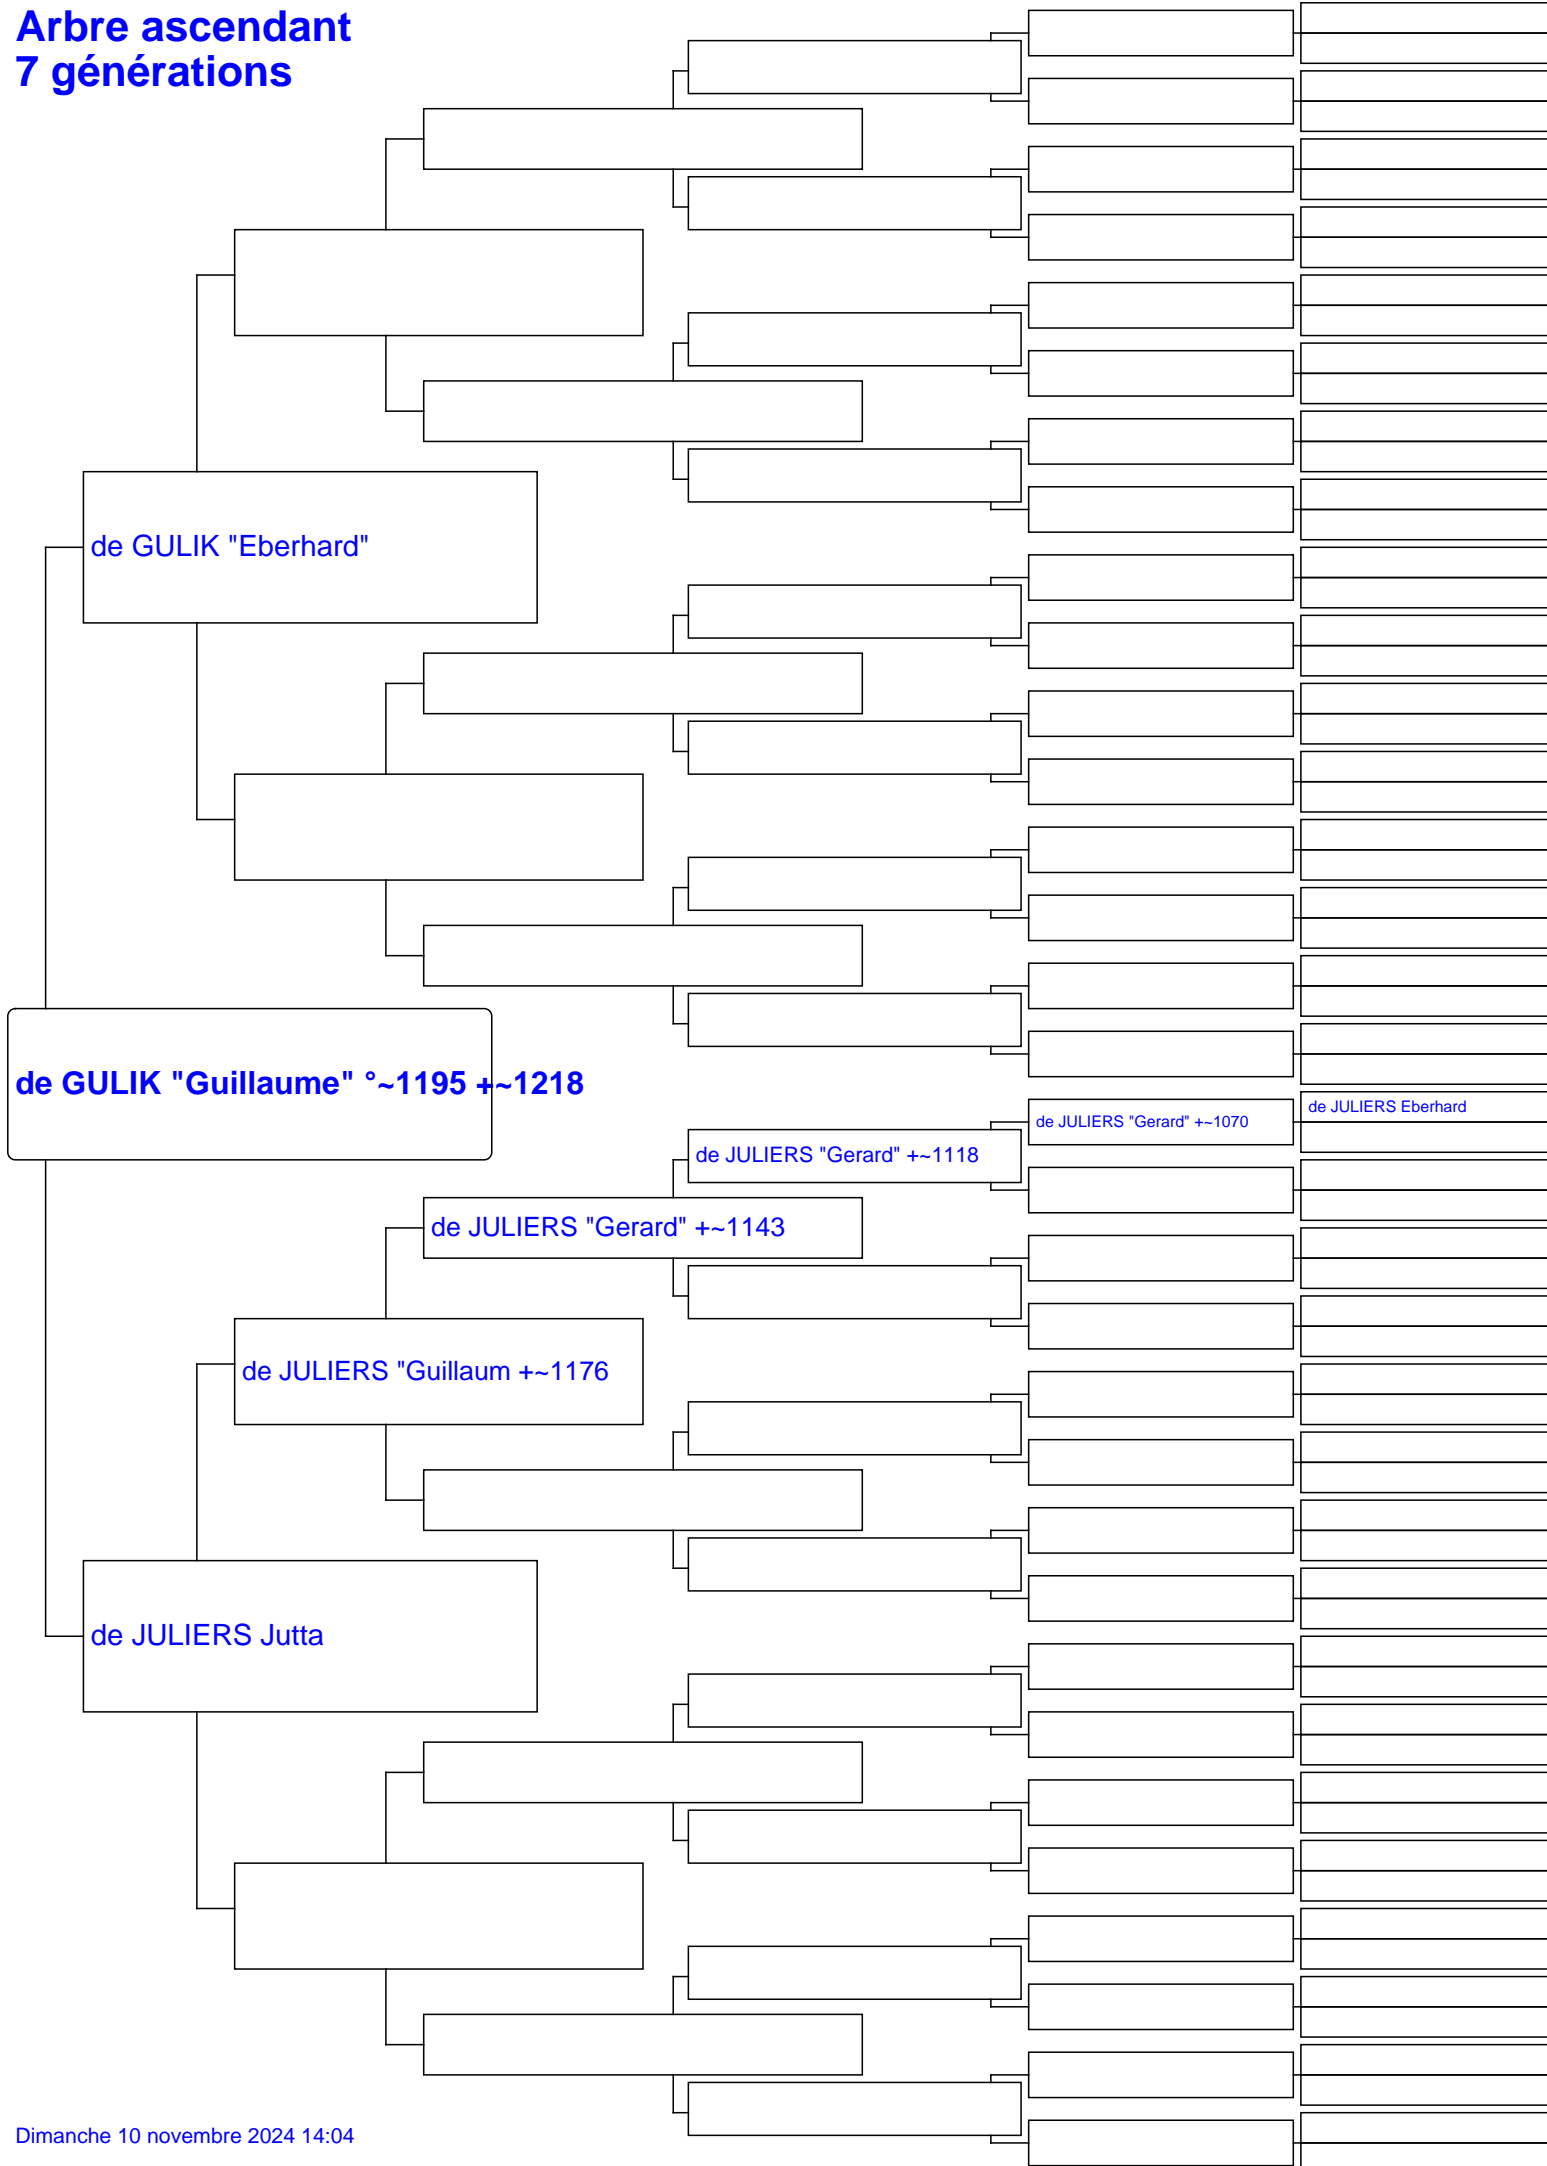 Arbre ascendant
7 générations
de GULIK "Eberhard"
de GULIK "Guillaume" °~1195 +~1218
de JULIERS Eberhard
de JULIERS "Gerard" +~1070
de JULIERS "Gerard" +~1118
de JULIERS "Gerard" +~1143
de JULIERS "Guillaum +~1176
de JULIERS Jutta
Dimanche 10 novembre 2024 14:04